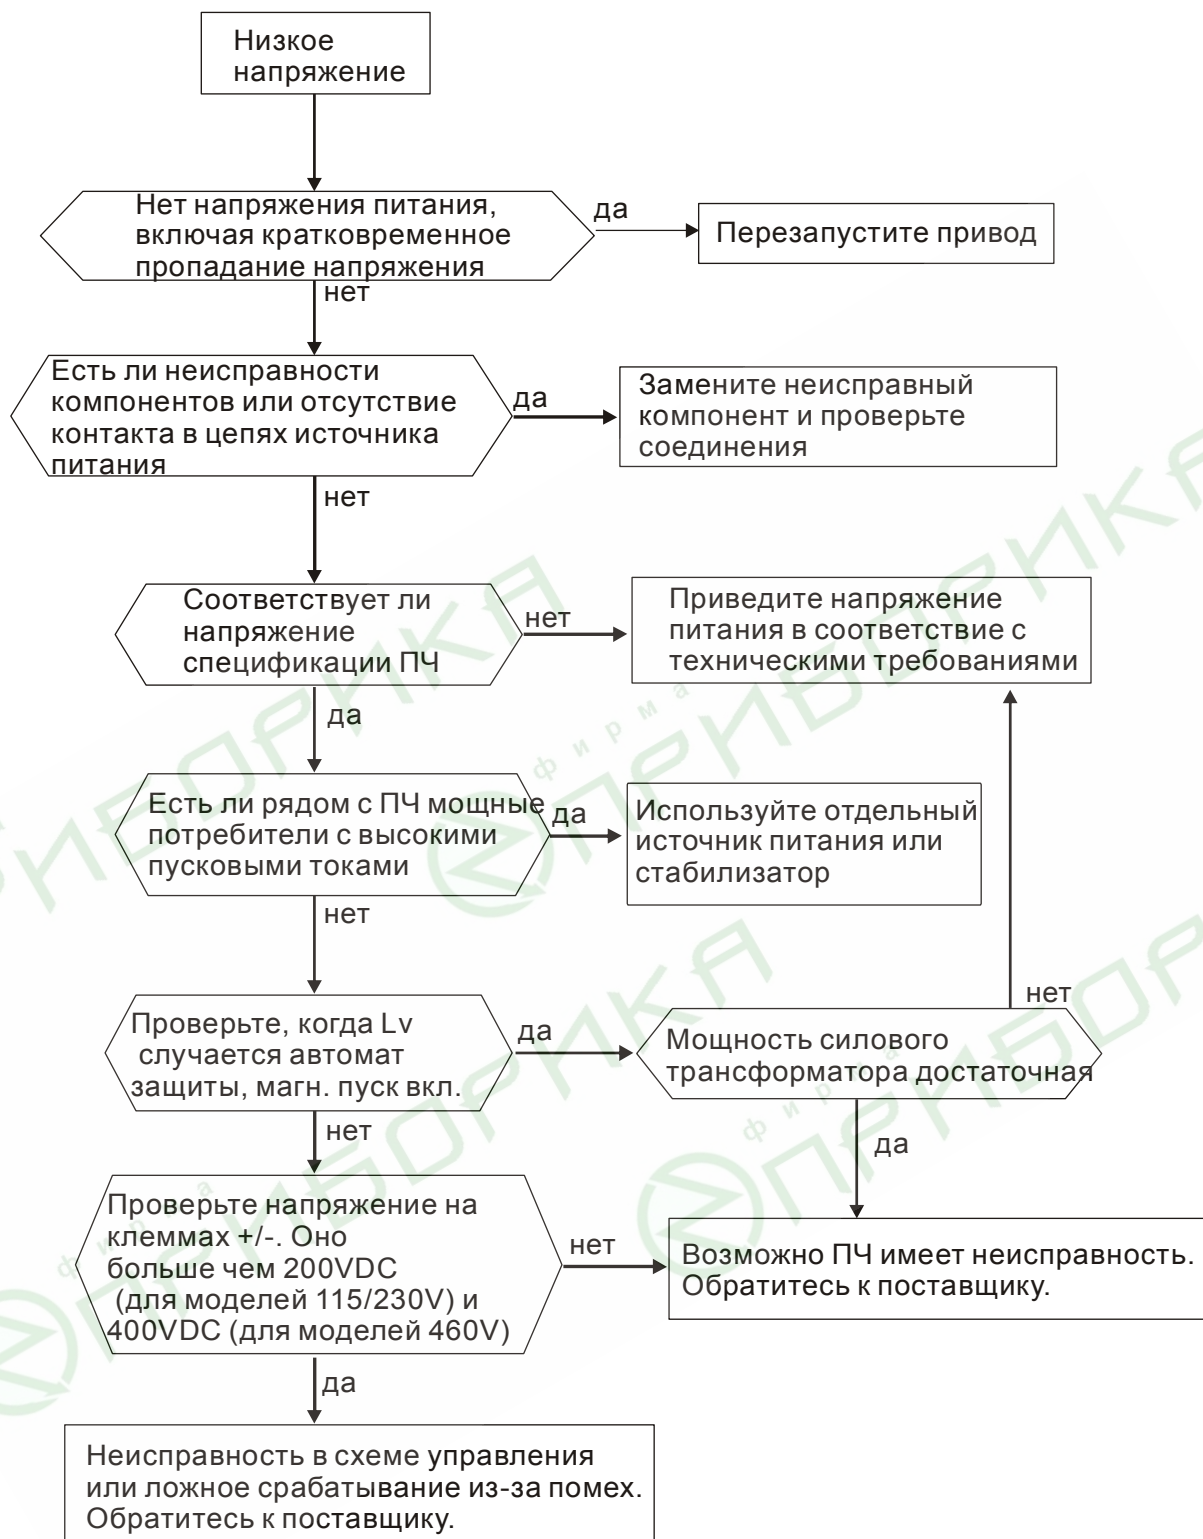 Низкое
напряжение
Нет напряжения питания,
включая кратковременное
пропадание напряжения
да
Перезапустите привод
нет
Есть ли неисправности
компонентов или отсутствие
контакта в цепях источника
питания
да
Замените неисправный
компонент и проверьте
соединения
нет
Соответствует ли
напряжение
спецификации ПЧ
нет
Приведите напряжение
питания в соответствие с
техническими требованиями
да
Есть ли рядом с ПЧ мощные
потребители с высокими
пусковыми токами
да
Используйте отдельный
источник питания или
стабилизатор
нет
Проверьте, когда Lv
случается автомат
защиты, магн. пуск вкл.
да
Мощность силового
трансформатора достаточная
нет
нет
да
Проверьте напряжение на
клеммах +/-. Оно
больше чем 200VDC
(для моделей 115/230V) и
400VDC (для моделей 460V)
нет
Возможно ПЧ имеет неисправность.
Обратитесь к поставщику.
да
Неисправность в схеме управления
или ложное срабатывание из-за помех.
Обратитесь к поставщику.
фирма
ПРИБОРИКА
фирма
ПРИБОРИКА